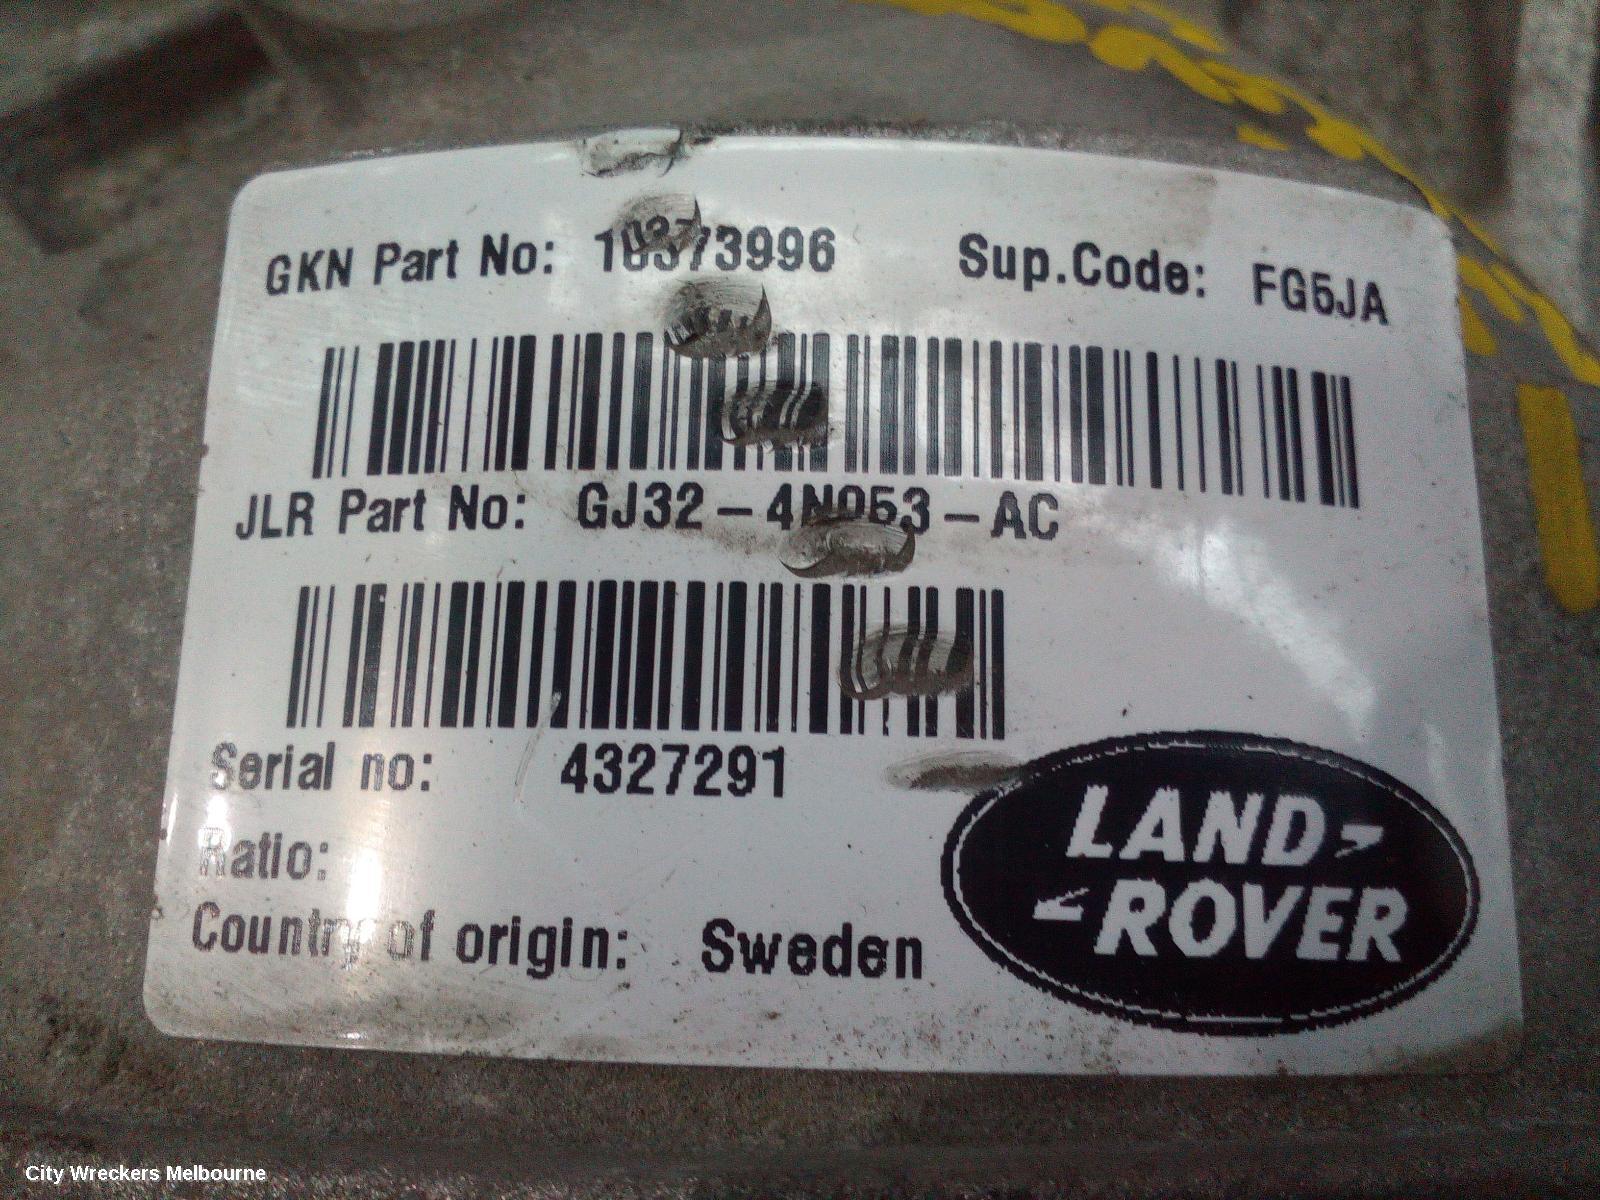 GKN Part No: 10373996 Sup.Code: FG5JA
JLR Part No: GJ32-4N053-AC
Serial no: 4327291
Ratio:
Country of origin: Sweden
LAND
ROVER
City Wreckers Melbourne